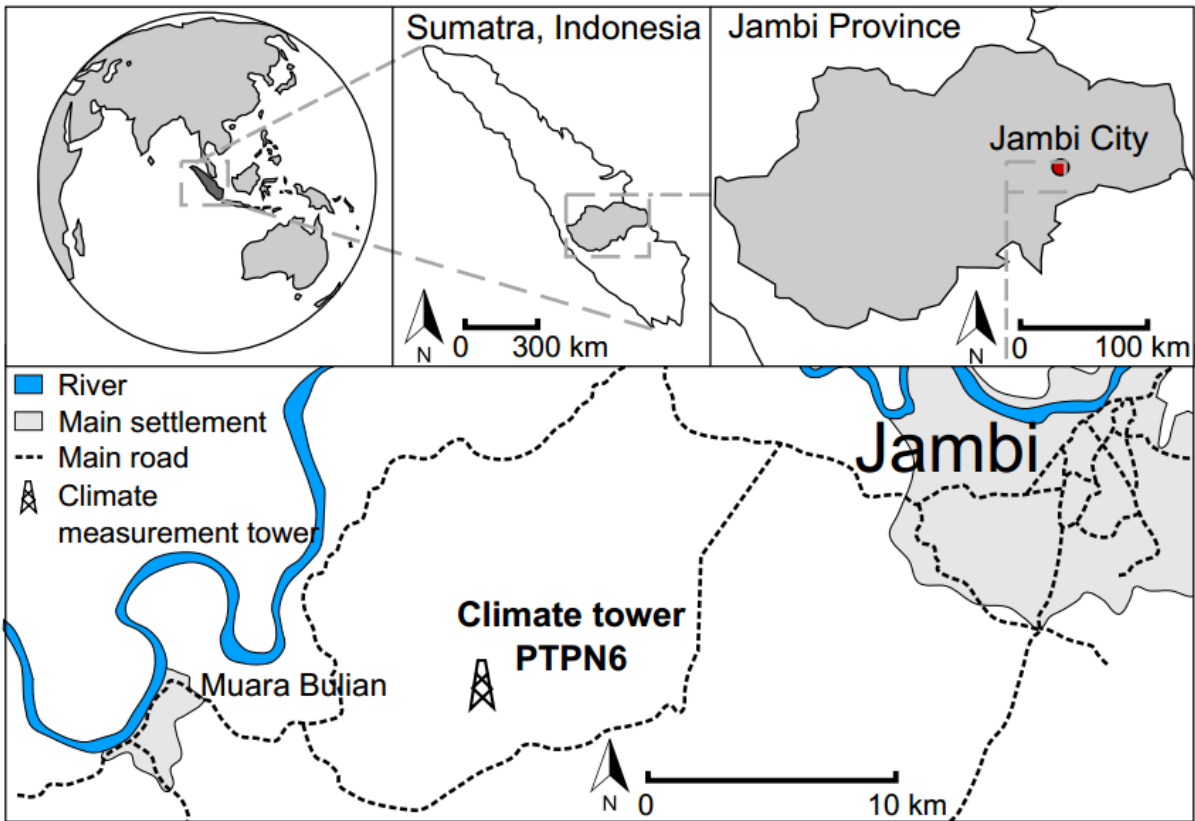 Sumatra, Indonesia
N
0 300 km
Jambi Province
Jambi City
N
0 100 km
River
Main settlement
Main road
Climate
measurement tower
Jambi
Climate tower
PTPN6
Muara Bulian
N
0 10 km